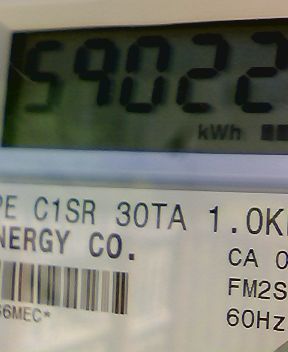 59022
kWh
PE C1SR 30TA 1.0K
NERGY CO.
CA 0
FM2S
6MEC*
60Hz